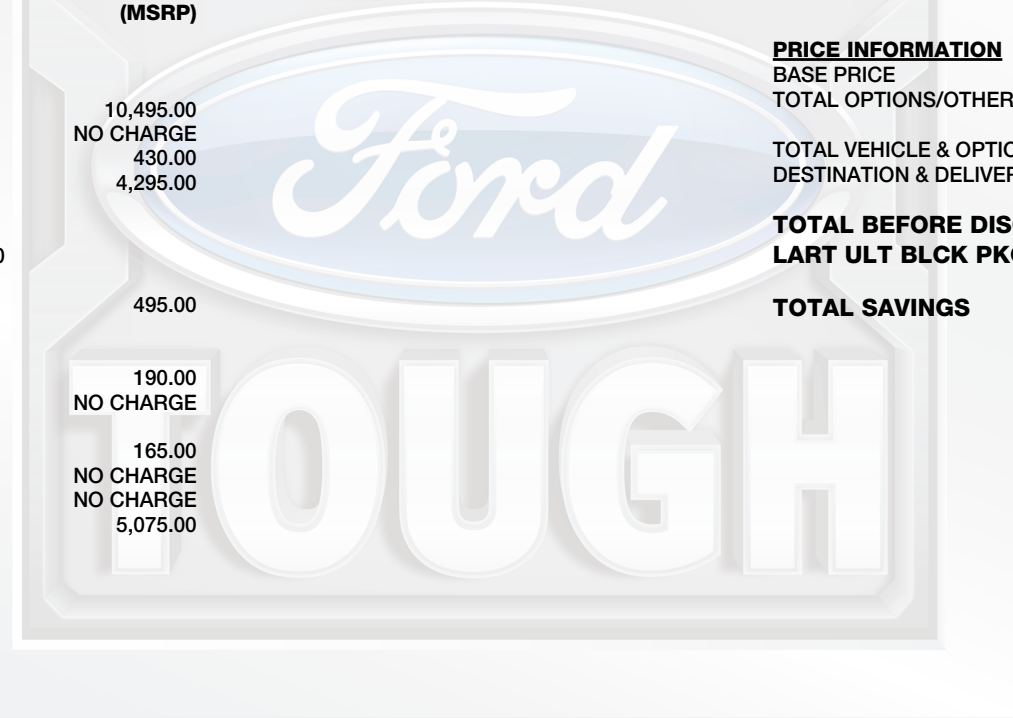 (MSRP)
10,495.00
NO CHARGE
430.00
4,295.00
495.00
190.00
NO CHARGE
165.00
NO CHARGE
NO CHARGE
5,075.00
PRICE INFORMATION
BASE PRICE
TOTAL OPTIONS/OTHER
TOTAL VEHICLE & OPTIO
DESTINATION & DELIVER
TOTAL BEFORE DIS
LART ULT BLCK PK
TOTAL SAVINGS
Ford
TOUGH